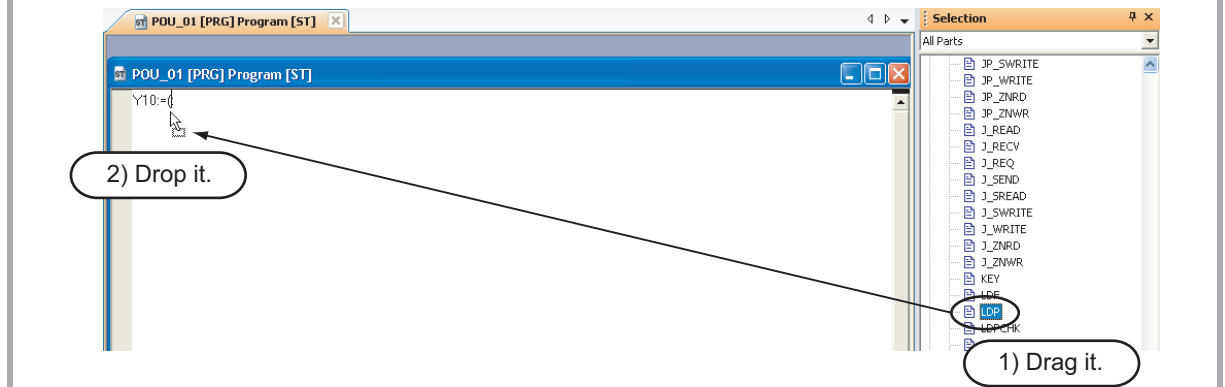 POU_01 [PRG] Program [ST]
Selection
All Parts
POU_01 [PRG] Program [ST]
Y10:=(
JP_SWRITE
JP_WRITE
JP_ZNRD
JP_ZNWR
J_READ
J_RECV
J_REQ
J_SEND
J_SREAD
J_SWRITE
J_WRITE
J_ZNRD
J_ZNWR
KEY
LDF
LDP
LDPCHK
2) Drop it.
1) Drag it.